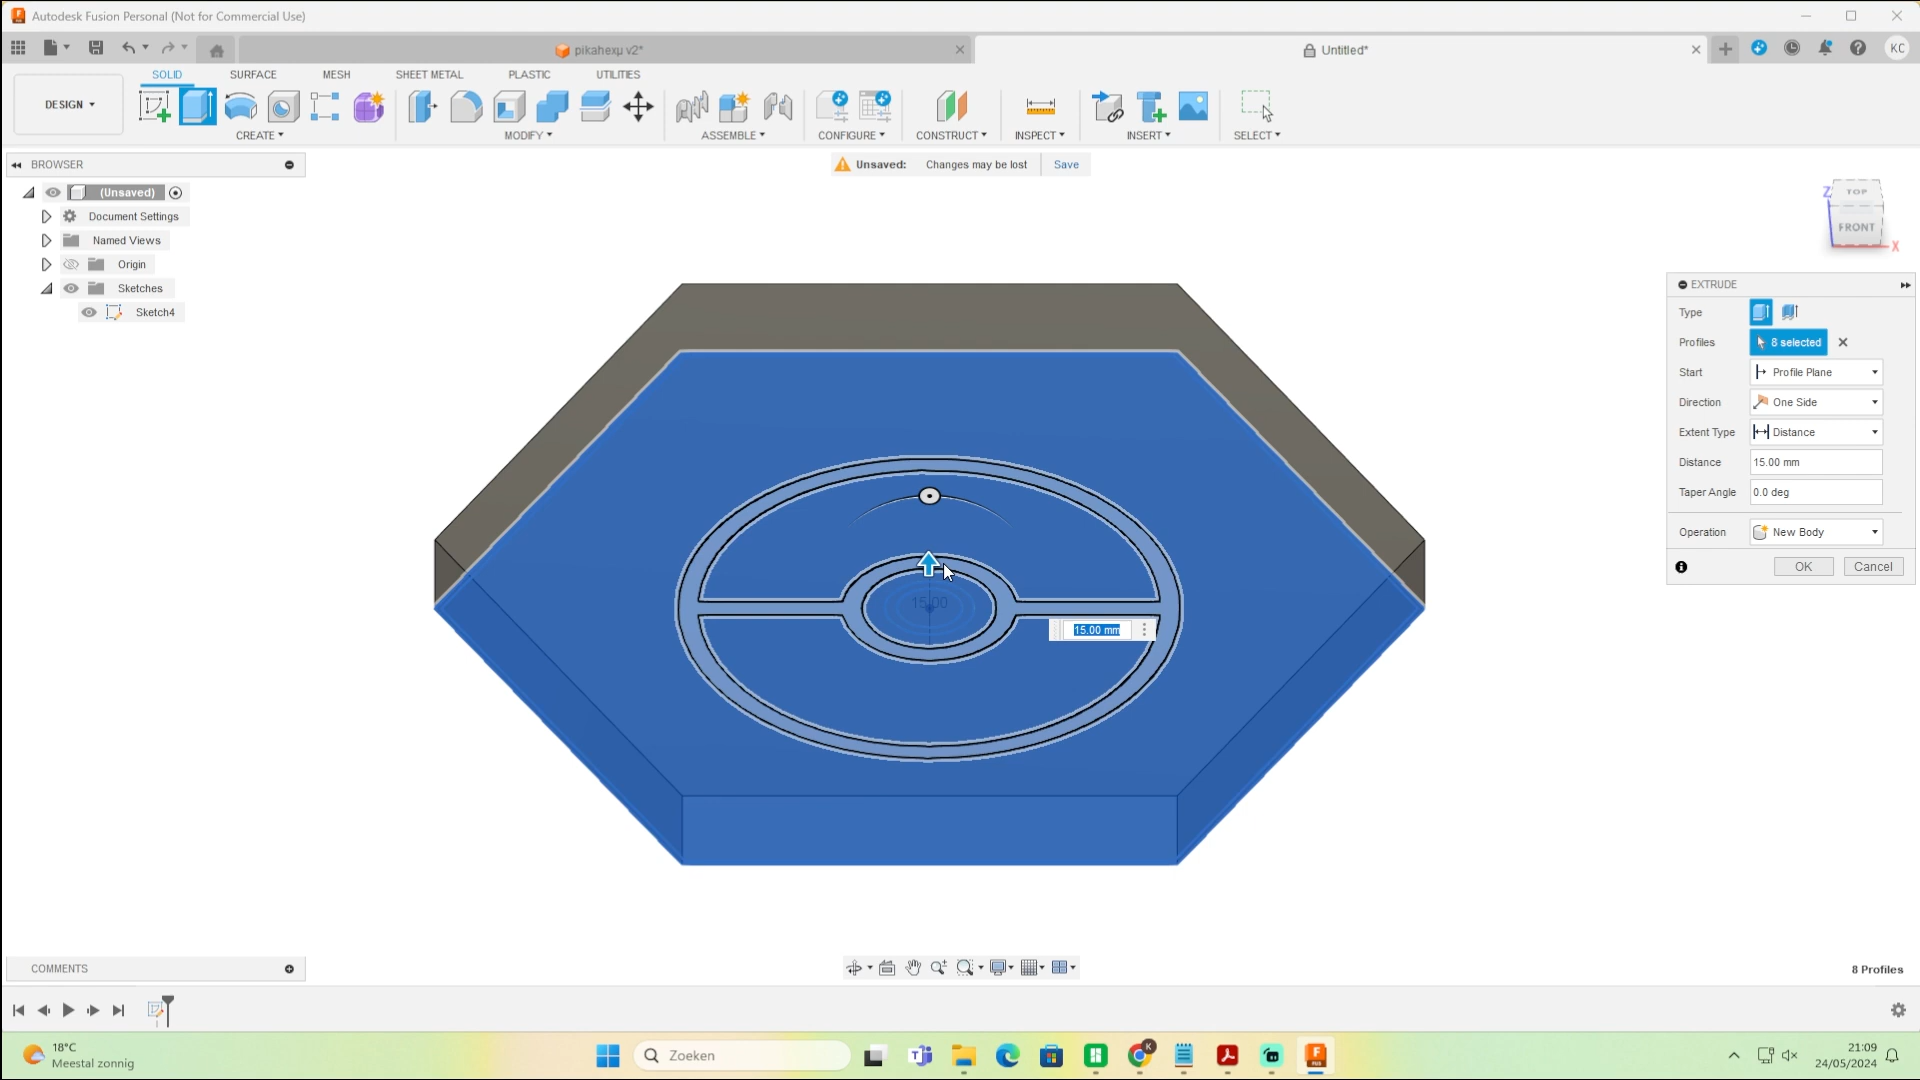 Autodesk Fusion Personal (Not for Commercial Use)
pikahexµ v2*
Untitled*
KC
DESIGN
SOLID SURFACE MESH SHEET METAL PLASTIC UTILITIES
CREATE MODIFY ASSEMBLE CONFIGURE CONSTRUCT INSPECT INSERT SELECT
BROWSER
Unsaved: Changes may be lost Save
(Unsaved)
Document Settings
Named Views
Origin
Sketches
Sketch4
Z
TOP
FRONT
X
EXTRUDE
Type
Profiles 8 selected
Start Profile Plane
Direction One Side
Extent Type Distance
Distance 15.00 mm
Taper Angle 0.0 deg
Operation New Body
OK Cancel
15.00
15.00 mm
COMMENTS
8 Profiles
18°C
Meestal zonnig
Zoeken
K
21:09
24/05/2024